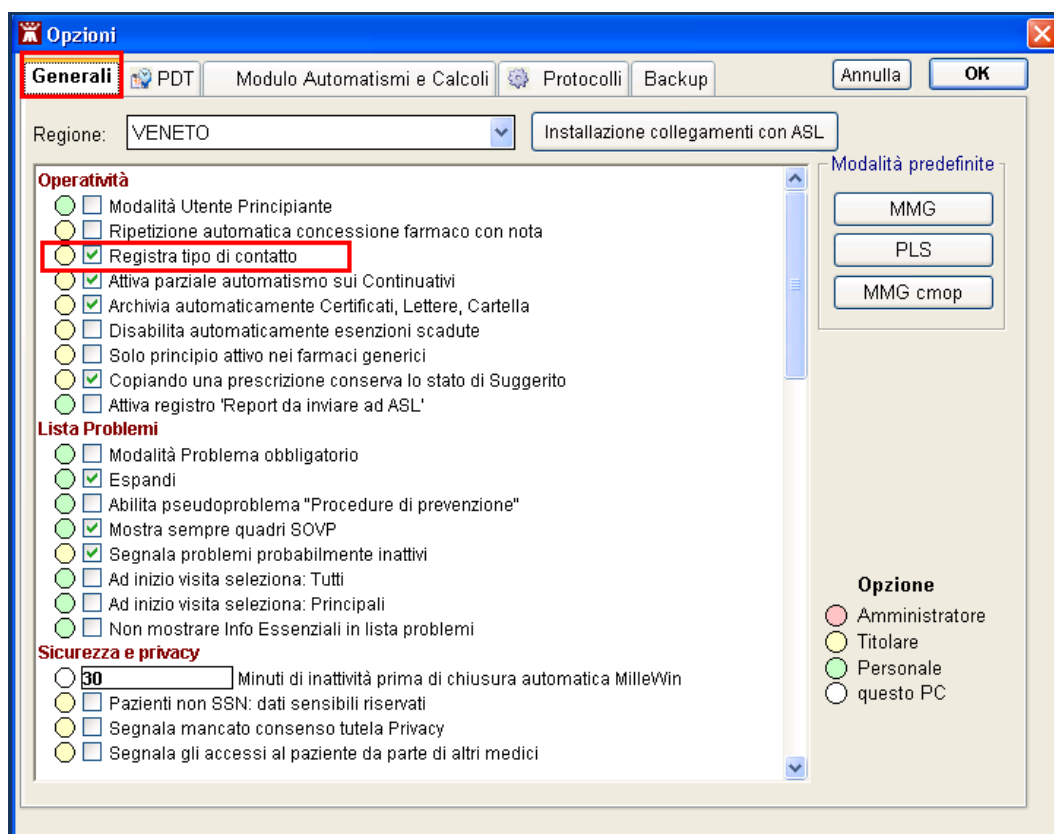 Opzioni
Generali PDT Modulo Automatismi e Calcoli Protocolli Backup Annulla OK
Regione: VENETO Installazione collegamenti con ASL
Operatività
Modalità Utente Principiante
Ripetizione automatica concessione farmaco con nota
Registra tipo di contatto
Attiva parziale automatismo sui Continuativi
Archivia automaticamente Certificati, Lettere, Cartella
Disabilita automaticamente esenzioni scadute
Solo principio attivo nei farmaci generici
Copiando una prescrizione conserva lo stato di Suggerito
Attiva registro 'Report da inviare ad ASL'
Lista Problemi
Modalità Problema obbligatorio
Espandi
Abilita pseudoproblema "Procedure di prevenzione"
Mostra sempre quadri SOVP
Segnala problemi probabilmente inattivi
Ad inizio visita seleziona: Tutti
Ad inizio visita seleziona: Principali
Non mostrare Info Essenziali in lista problemi
Sicurezza e privacy
30 Minuti di inattività prima di chiusura automatica MilleWin
Pazienti non SSN: dati sensibili riservati
Segnala mancato consenso tutela Privacy
Segnala gli accessi al paziente da parte di altri medici
Modalità predefinite
MMG
PLS
MMG cmop
Opzione
Amministratore
Titolare
Personale
questo PC